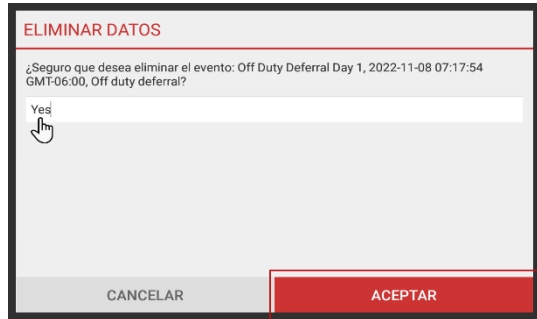 ELIMINAR DATOS
¿Seguro que desea eliminar el evento: Off Duty Deferral Day 1, 2022-11-08 07:17:54
GMT-06:00, Off duty deferral?
Yes
CANCELAR
ACEPTAR